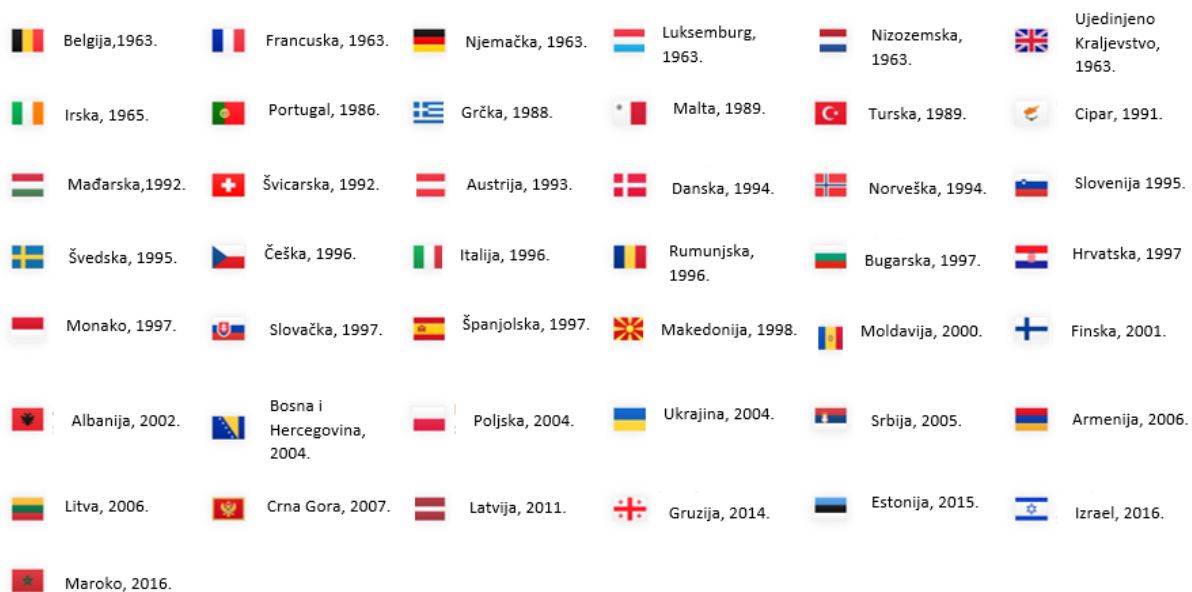 Belgija,1963.
Francuska, 1963.
Njemačka, 1963.
Luksemburg,
1963.
Nizozemska,
1963.
Ujedinjeno
Kraljevstvo,
1963.
Irska, 1965.
Portugal, 1986.
Grčka, 1988.
Malta, 1989.
Turska, 1989.
Cipar, 1991.
Mađarska,1992.
Švicarska, 1992.
Austrija, 1993.
Danska, 1994.
Norveška, 1994.
Slovenija 1995.
Švedska, 1995.
Češka, 1996.
Italija, 1996.
Rumunjska,
1996.
Bugarska, 1997.
Hrvatska, 1997
Monako, 1997.
Slovačka, 1997.
Španjolska, 1997.
Makedonija, 1998.
Moldavija, 2000.
Finska, 2001.
Albanija, 2002.
Bosna i
Hercegovina,
2004.
Poljska, 2004.
Ukrajina, 2004.
Srbija, 2005.
Armenija, 2006.
Litva, 2006.
Crna Gora, 2007.
Latvija, 2011.
Gruzija, 2014.
Estonija, 2015.
Izrael, 2016.
Maroko, 2016.